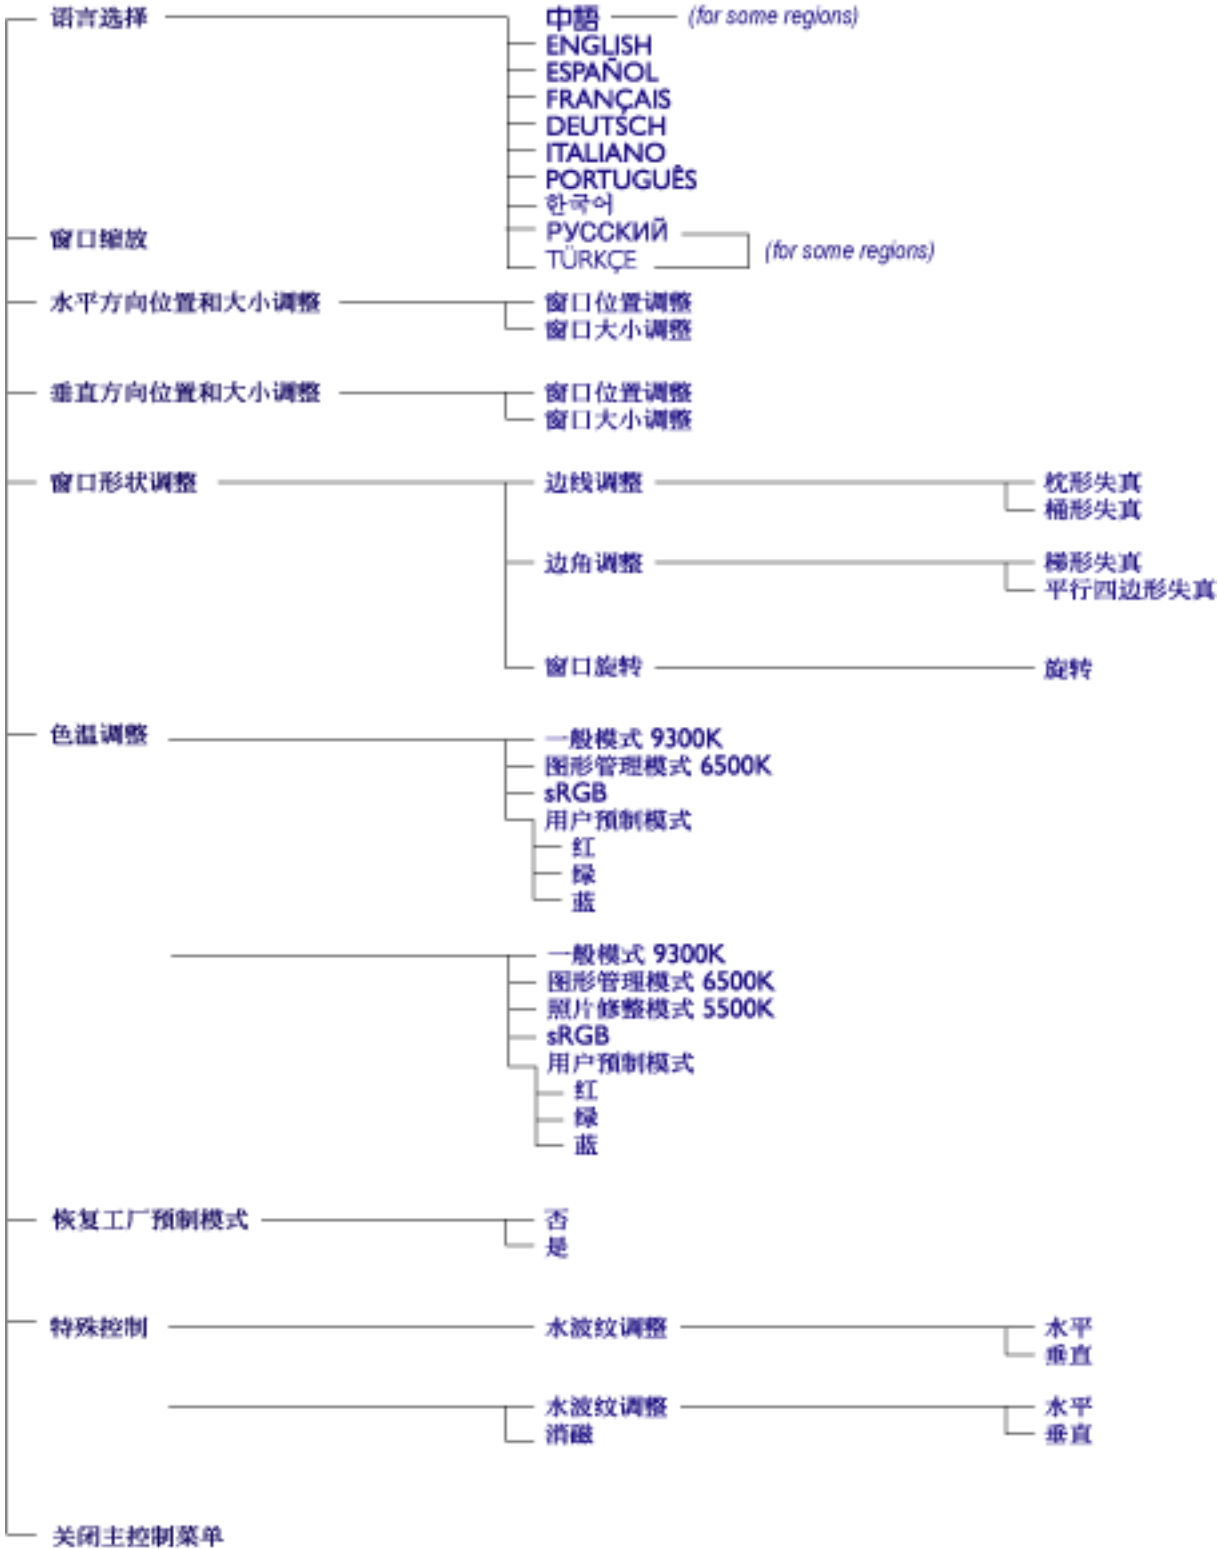 语言选择
中語 (for some regions)
ENGLISH
ESPAÑOL
FRANÇAIS
DEUTSCH
ITALIANO
PORTUGUÊS
한국어
窗口缩放
РУССКИЙ
TÜRKÇE
(for some regions)
水平方向位置和大小调整 窗口位置调整
窗口大小调整
垂直方向位置和大小调整 窗口位置调整
窗口大小调整
窗口形状调整 边线调整 枕形失真
桶形失真
边角调整 梯形失真
平行四边形失真
窗口旋转 旋转
色温调整 一般模式 9300K
图形管理模式 6500K
sRGB
用户预制模式
红
绿
蓝
一般模式 9300K
图形管理模式 6500K
照片修整模式 5500K
sRGB
用户预制模式
红
绿
蓝
恢复工厂预制模式 否
是
特殊控制 水波纹调整 水平
垂直
水波纹调整 水平
消磁 垂直
关闭主控制菜单